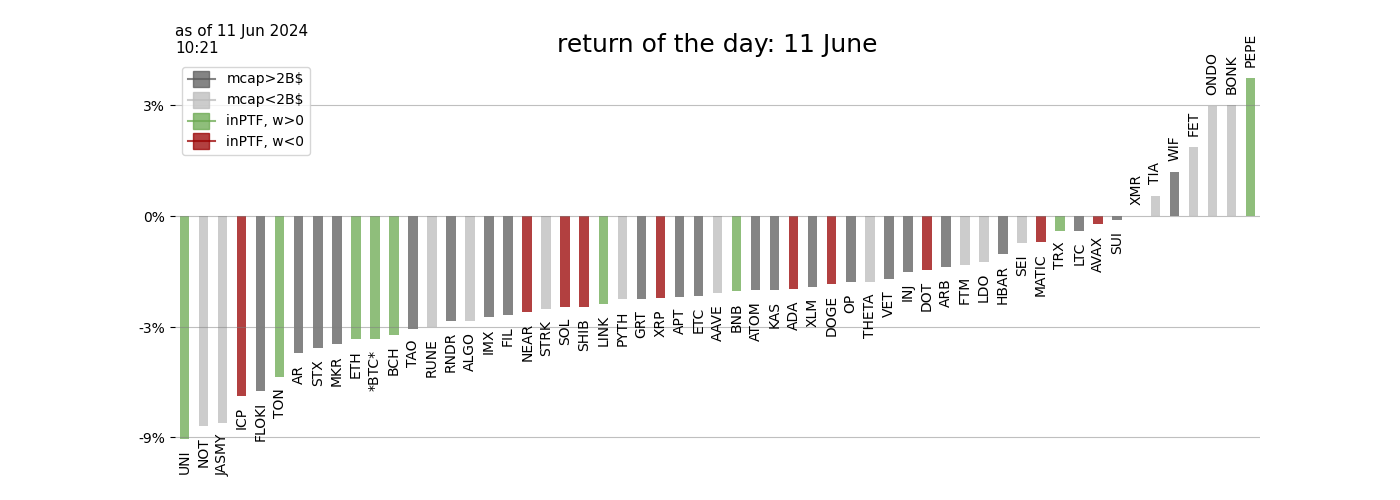 as of 11 Jun 2024
10:21
return of the day: 11 June
mcap>2B$
mcap<2B$
inPTF, w>0
inPTF, w<0
3%
0%
-3%
-9%
UNI
NOT
JASMY
ICP
FLOKI
TON
AR
STX
MKR
ETH
*BTC*
BCH
TAO
RUNE
RNDR
ALGO
IMX
FIL
NEAR
STRK
SOL
SHIB
LINK
PYTH
GRT
XRP
APT
ETC
AAVE
BNB
ATOM
KAS
ADA
XLM
DOGE
OP
THETA
VET
INJ
DOT
ARB
FTM
LDO
HBAR
SEI
MATIC
TRX
LTC
AVAX
SUI
XMR
TIA
WIF
FET
ONDO
BONK
PEPE